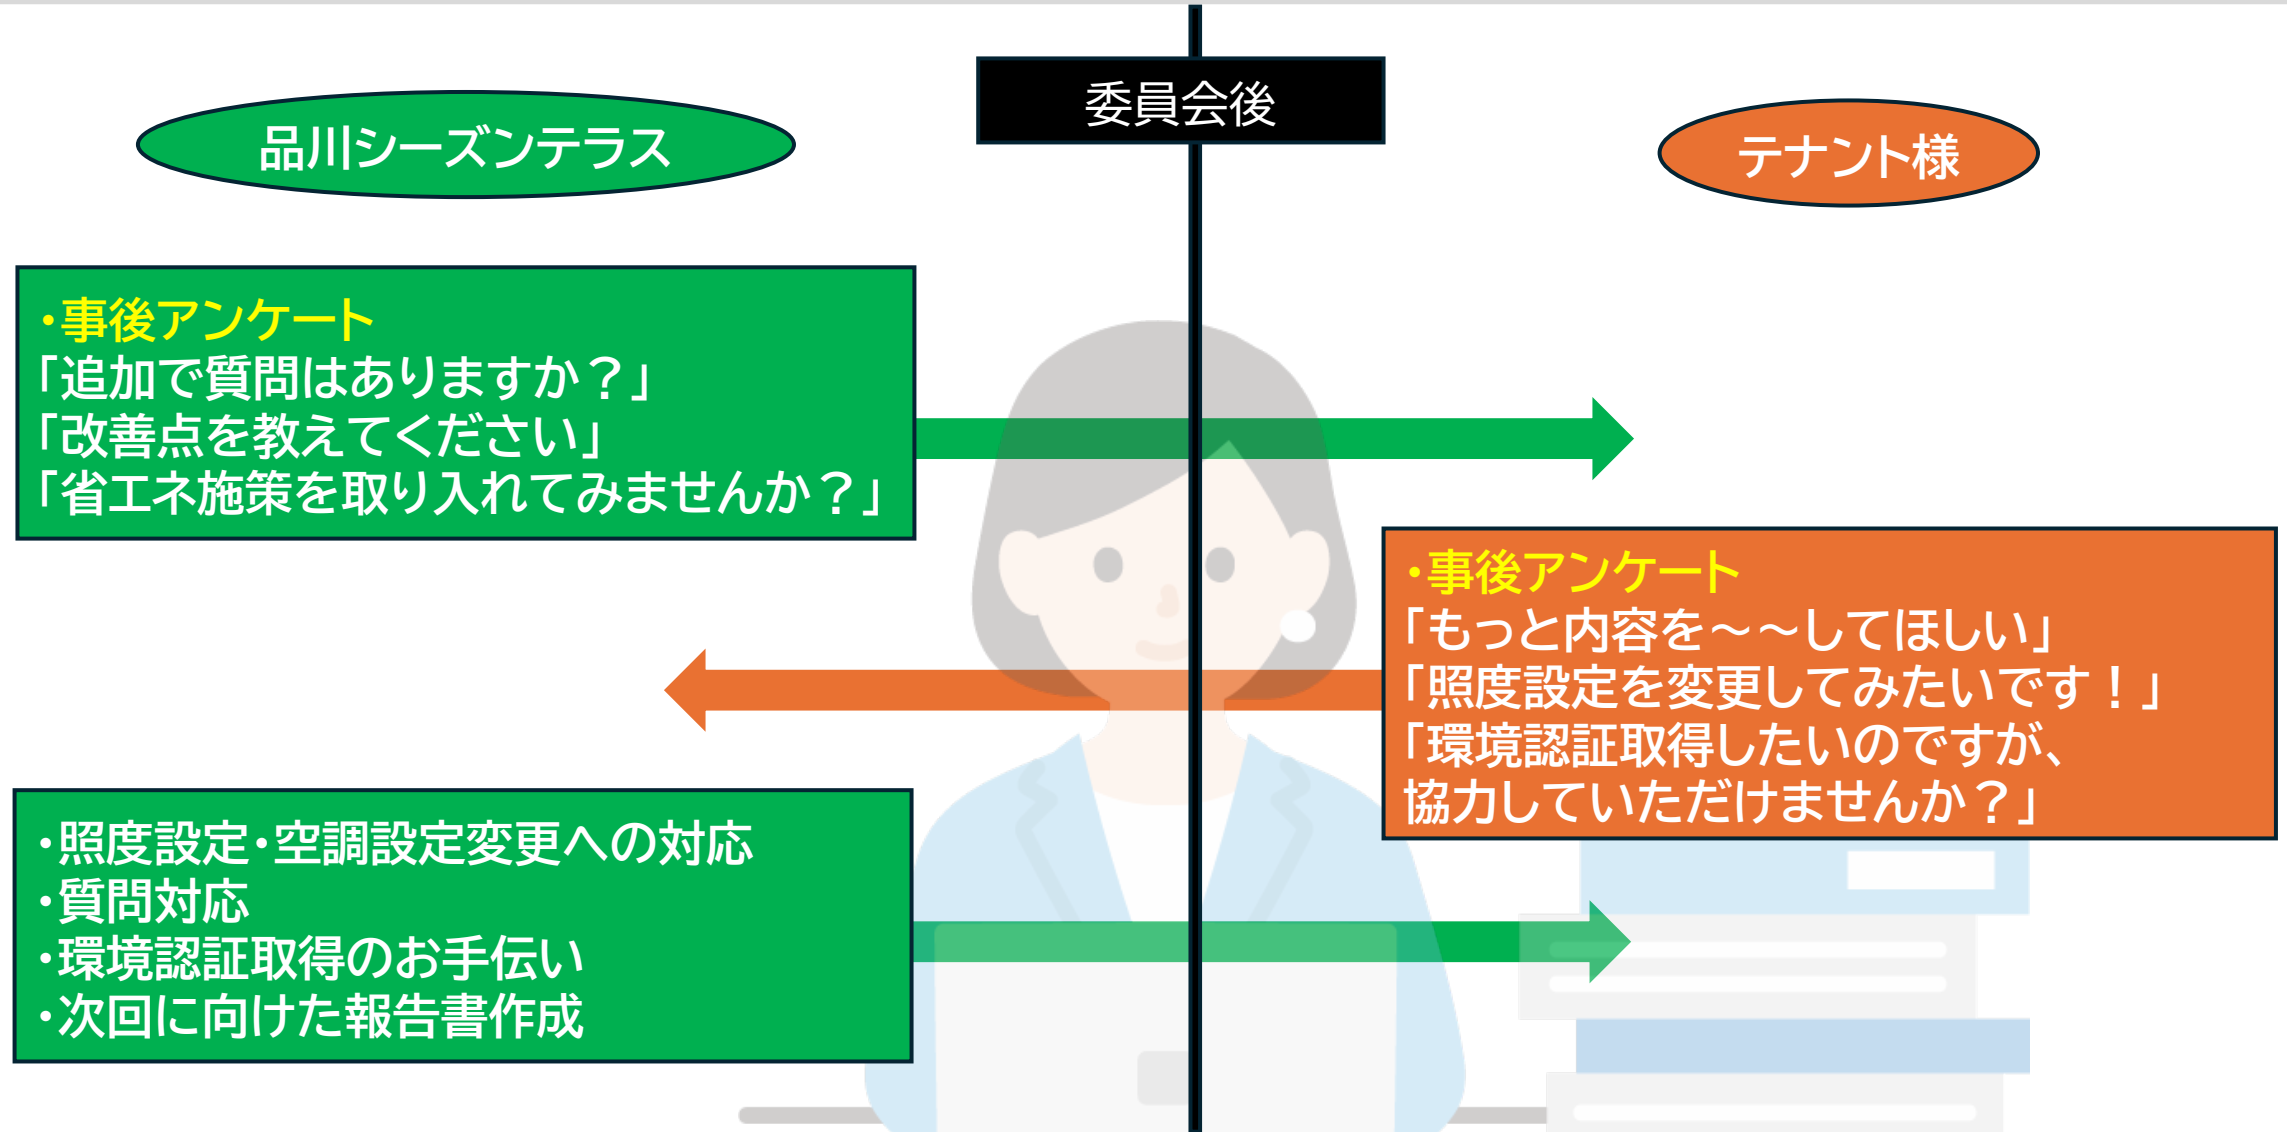 委員会後
品川シーズンテラス
テナント様
・事後アンケート
「追加で質問はありますか？」
「改善点を教えてください」
「省エネ施策を取り入れてみませんか？」
・事後アンケート
「もっと内容を～～してほしい」
「照度設定を変更してみたいです！」
「環境認証取得したいのですが、
協力していただけませんか？」
・照度設定・空調設定変更への対応
・質問対応
・環境認証取得のお手伝い
・次回に向けた報告書作成